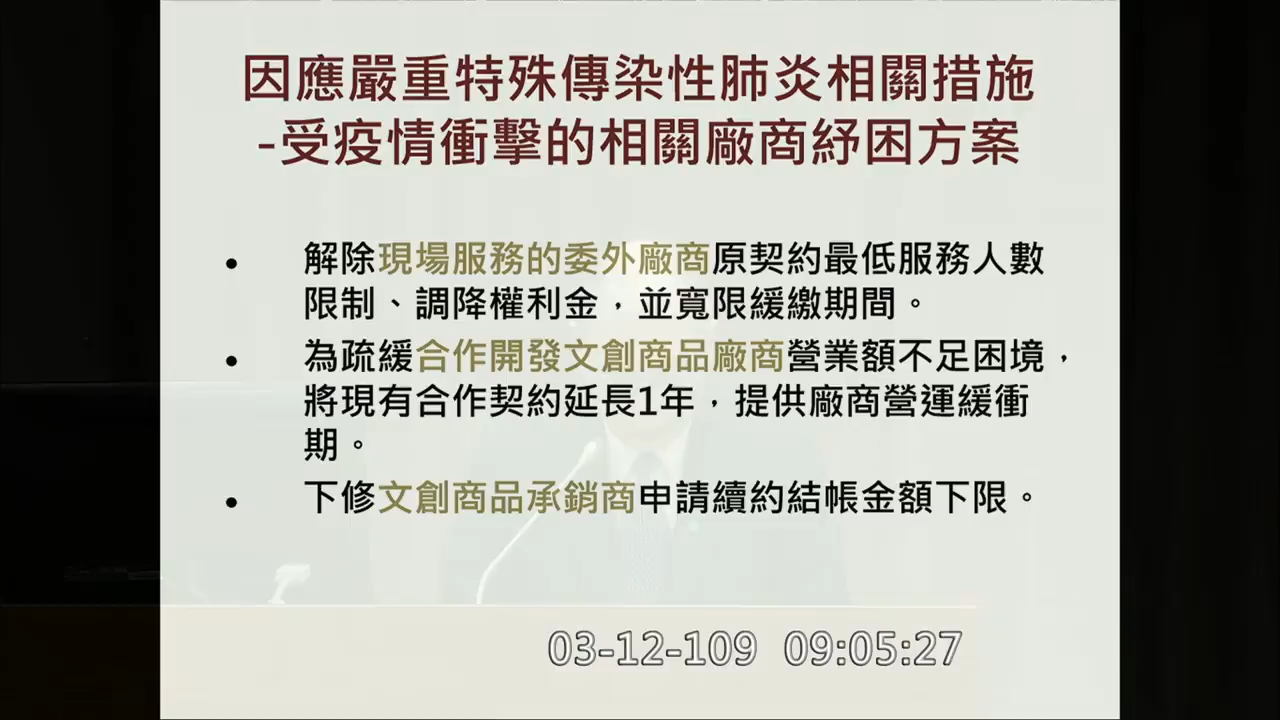 因應嚴重特殊傳染性肺炎相關措施
-受疫情衝擊的相關廠商紓困方案
• 解除現場服務的委外廠商原契約最低服務人數
限制、調降權利金，並寬限緩繳期間。
• 為疏緩合作開發文創商品廠商營業額不足困境，
將現有合作契約延長1年，提供廠商營運緩衝
期。
• 下修文創商品承銷商申請續約結帳金額下限。
03-12-109 09:05:27